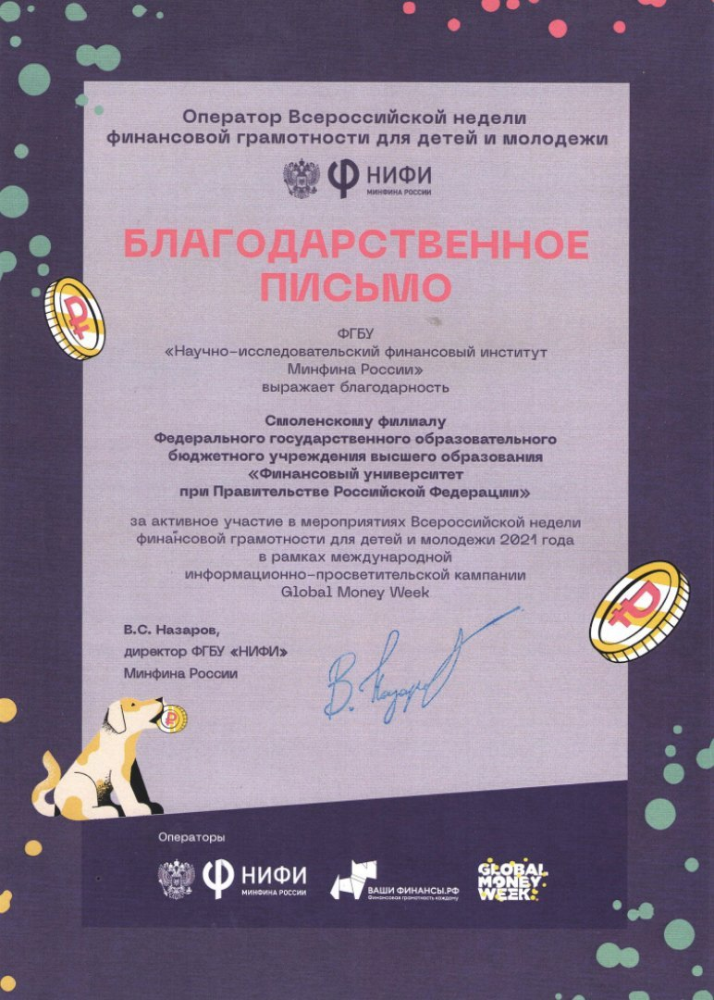 Оператор Всероссийской недели
финансовой грамотности для детей и молодежи
НИФИ
МИНФИНА РОССИИ
БЛАГОДАРСТВЕННОЕ
ПИСЬМО
ФГБУ
«Научно-исследовательский финансовый институт
Минфина России»
выражает благодарность
Смоленскому филиалу
Федерального государственного образовательного
бюджетного учреждения высшего образования
«Финансовый университет
при Правительстве Российской Федерации»
за активное участие в мероприятиях Всероссийской недели
финансовой грамотности для детей и молодежи 2021 года
в рамках международной
информационно-просветительской кампании
Global Money Week
В.С. Назаров,
директор ФГБУ «НИФИ»
Минфина России
В. Назаров
Операторы
НИФИ
МИНФИНА РОССИИ
ВАШИ ФИНАНСЫ.РФ
Финансовая грамотность каждому
GLOBAL
MONEY
WEEK